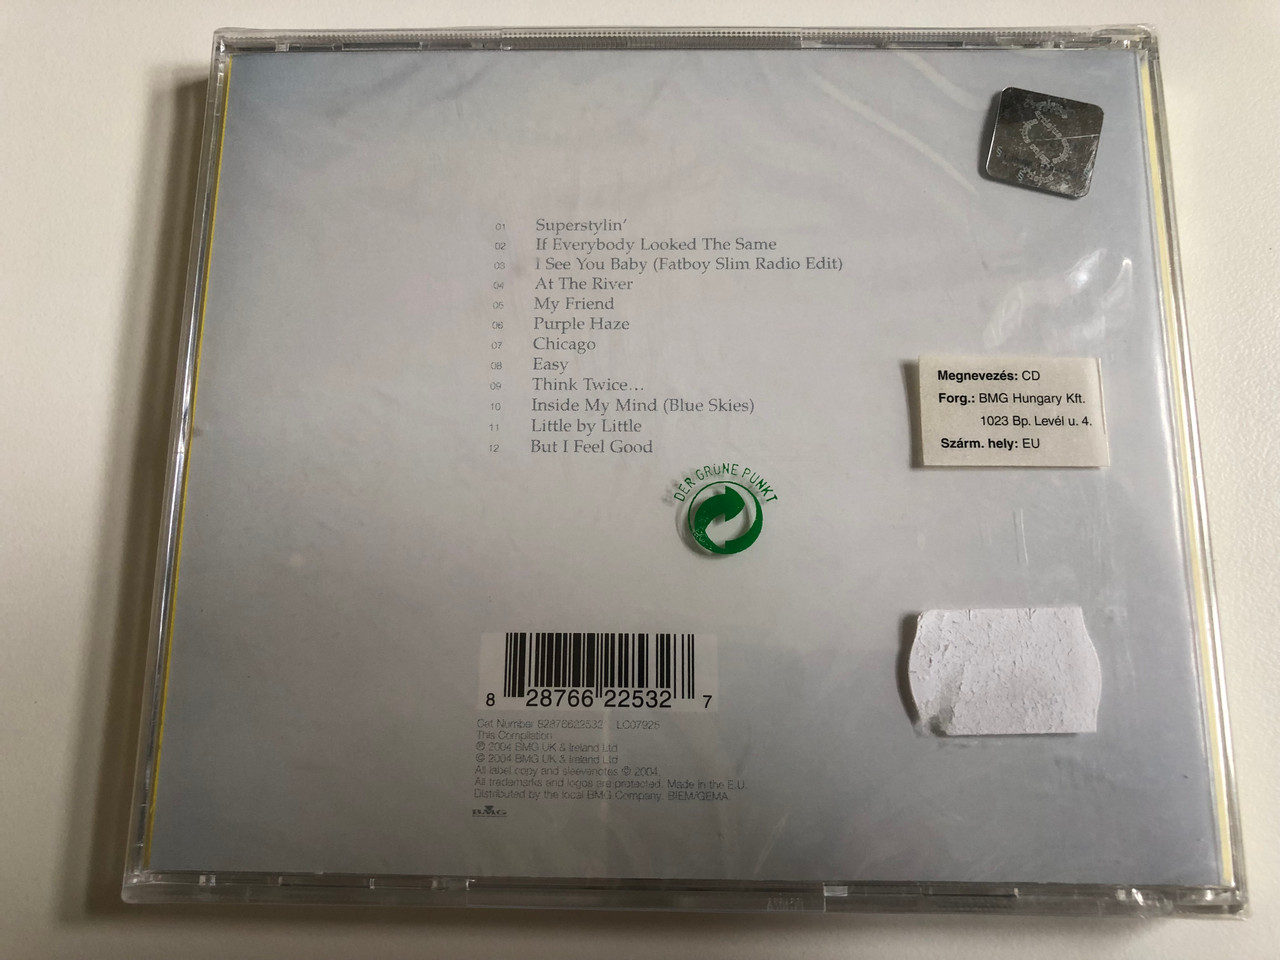 01 Superstylin'
02 If Everybody Looked The Same
03 I See You Baby (Fatboy Slim Radio Edit)
04 At The River
05 My Friend
06 Purple Haze
07 Chicago
08 Easy
09 Think Twice...
10 Inside My Mind (Blue Skies)
11 Little by Little
12 But I Feel Good
DER GRÜNE PUNKT
Megnevezés: CD
Forg.: BMG Hungary Kft.
1023 Bp. Levél u. 4.
Szárm. hely: EU
8 28766 22532 7
Cat Number 82876622532 LC07925
This Compilation
℗ 2004 BMG UK & Ireland Ltd
© 2004 BMG UK & Ireland Ltd
All label copy and sleevenotes ℗ 2004.
All trademarks and logos are protected. Made in the E.U.
Distributed by the local BMG Company. BIEM/GEMA.
BMG